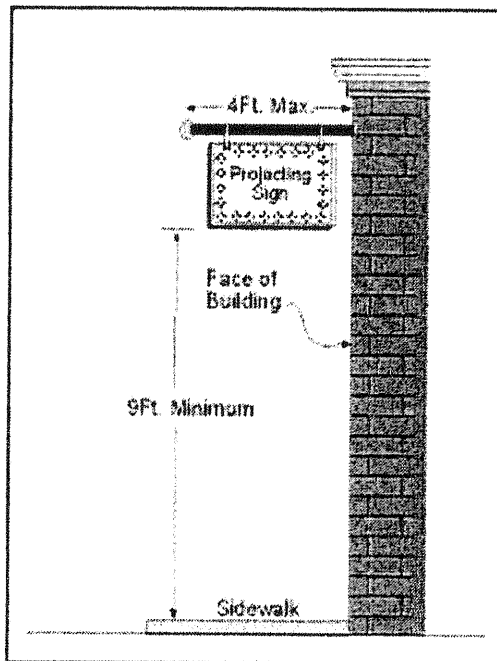 4Ft. Max.
Projecting
Sign
Face of
Building
9Ft. Minimum
Sidewalk